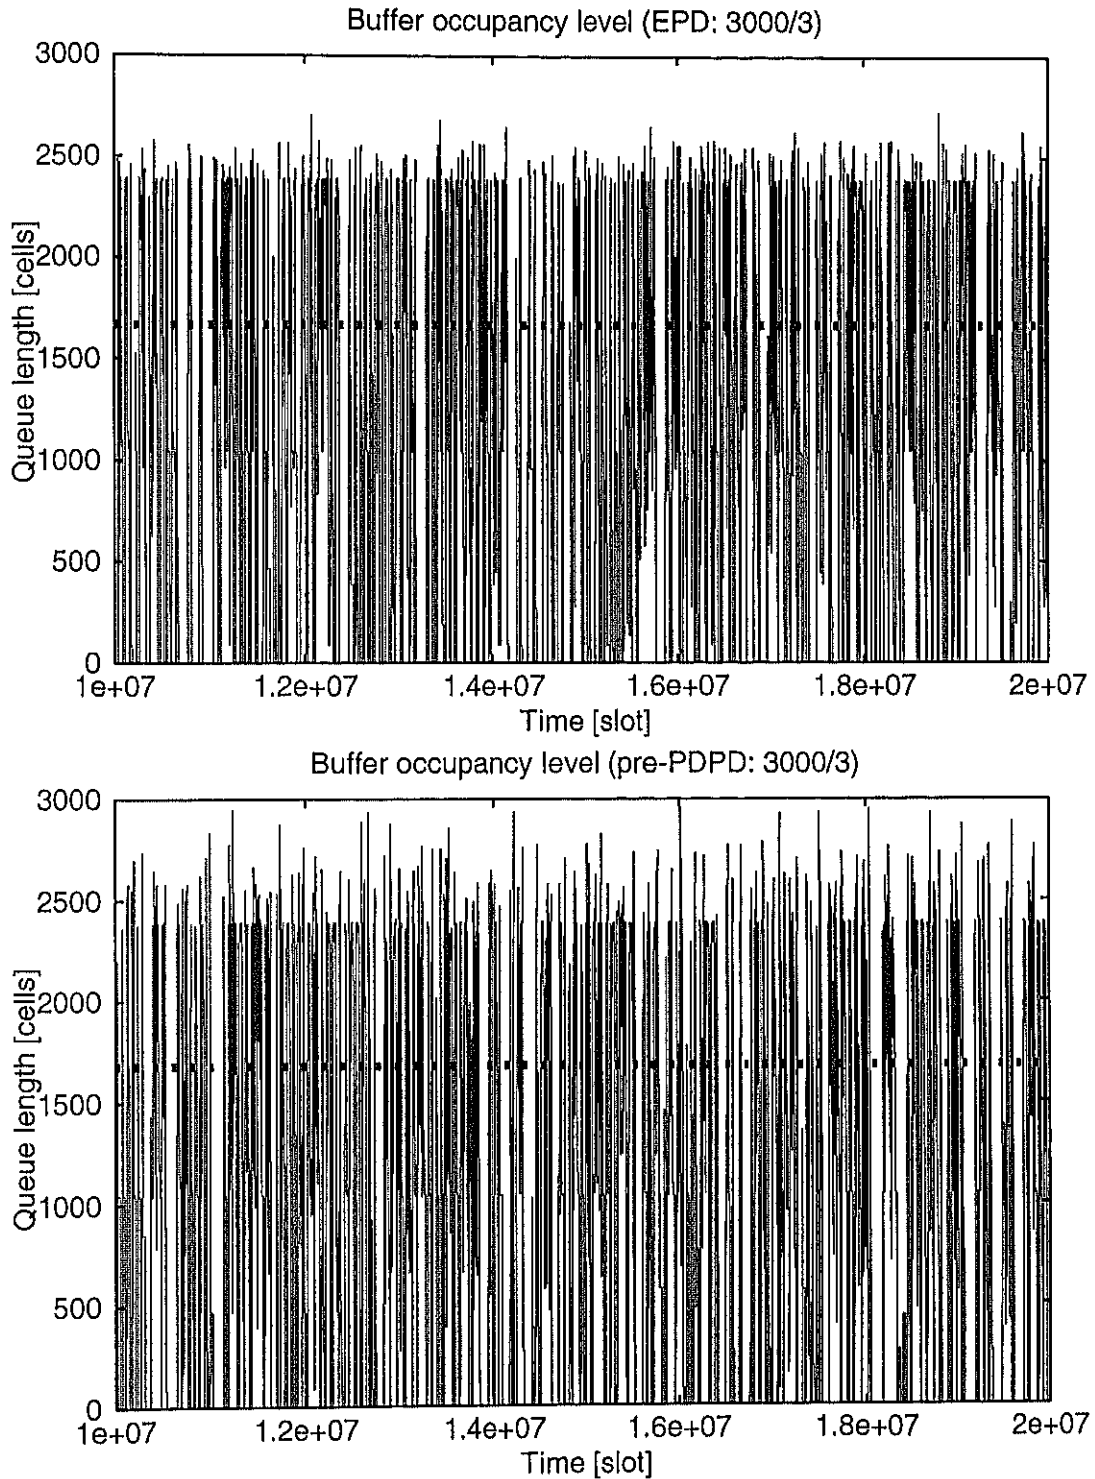 Buffer occupancy level (EPD: 3000/3)
3000
2500
2000
1500
1000
500
0
Queue length [cells]
1e+07 1.2e+07 1.4e+07 1.6e+07 1.8e+07 2e+07
Time [slot]
Buffer occupancy level (pre-PDPD: 3000/3)
3000
2500
2000
1500
1000
500
0
Queue length [cells]
1e+07 1.2e+07 1.4e+07 1.6e+07 1.8e+07 2e+07
Time [slot]